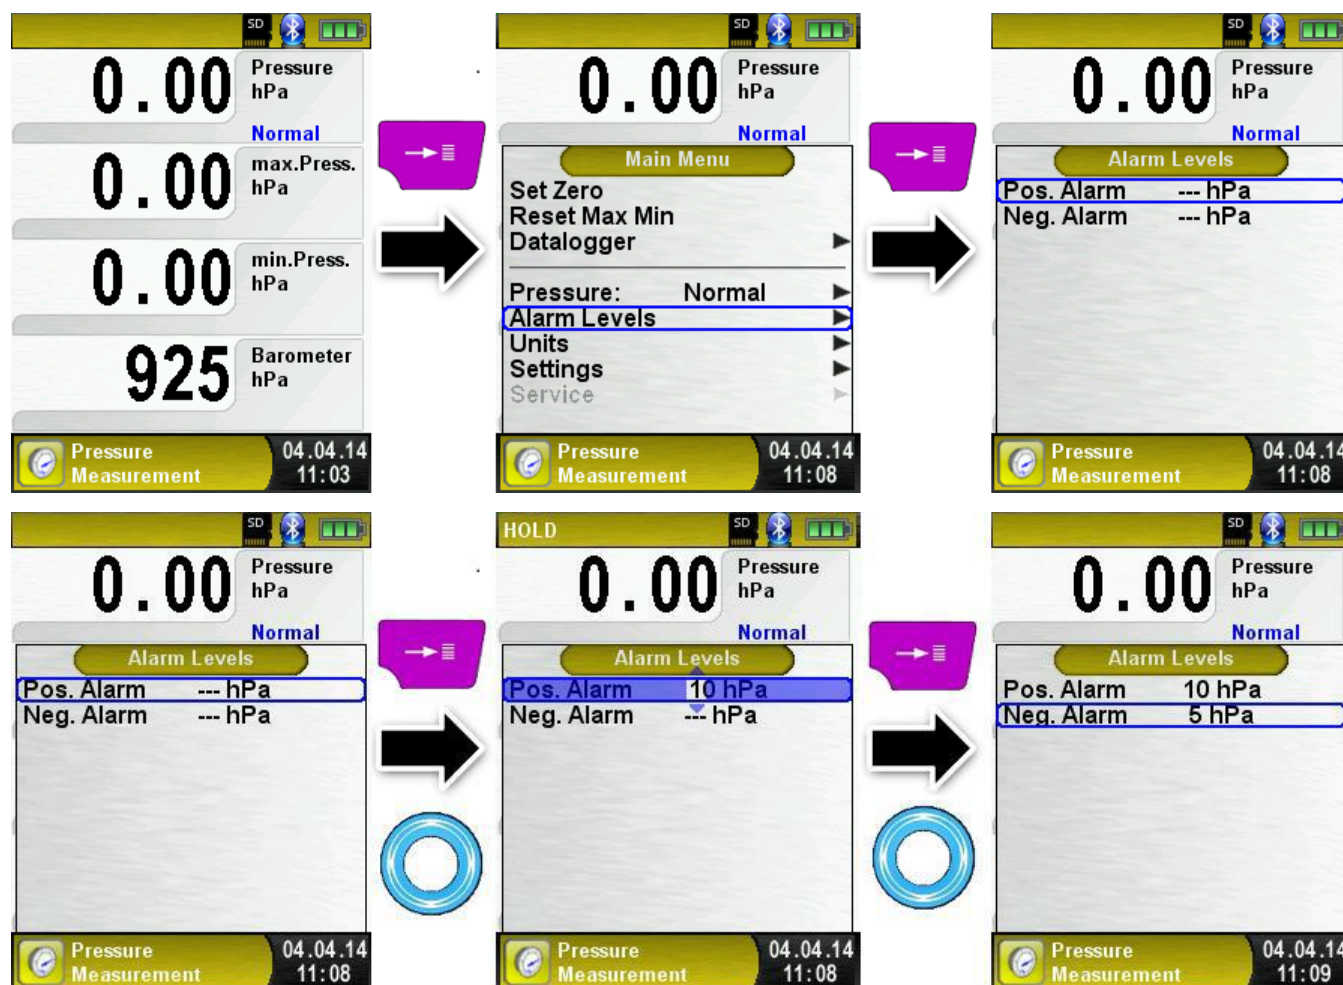 SD
0.00 Pressure
hPa
Normal
0.00 max.Press.
hPa
0.00 min.Press.
hPa
925 Barometer
hPa
Pressure 04.04.14
Measurement 11:03
SD
0.00 Pressure
hPa
Normal
Main Menu
Set Zero
Reset Max Min
Datalogger
Pressure: Normal
Alarm Levels
Units
Settings
Service
Pressure 04.04.14
Measurement 11:08
SD
0.00 Pressure
hPa
Normal
Alarm Levels
Pos. Alarm --- hPa
Neg. Alarm --- hPa
Pressure 04.04.14
Measurement 11:08
SD
0.00 Pressure
hPa
Normal
Alarm Levels
Pos. Alarm --- hPa
Neg. Alarm --- hPa
Pressure 04.04.14
Measurement 11:08
HOLD SD
0.00 Pressure
hPa
Normal
Alarm Levels
Pos. Alarm 10 hPa
Neg. Alarm --- hPa
Pressure 04.04.14
Measurement 11:08
SD
0.00 Pressure
hPa
Normal
Alarm Levels
Pos. Alarm 10 hPa
Neg. Alarm 5 hPa
Pressure 04.04.14
Measurement 11:09